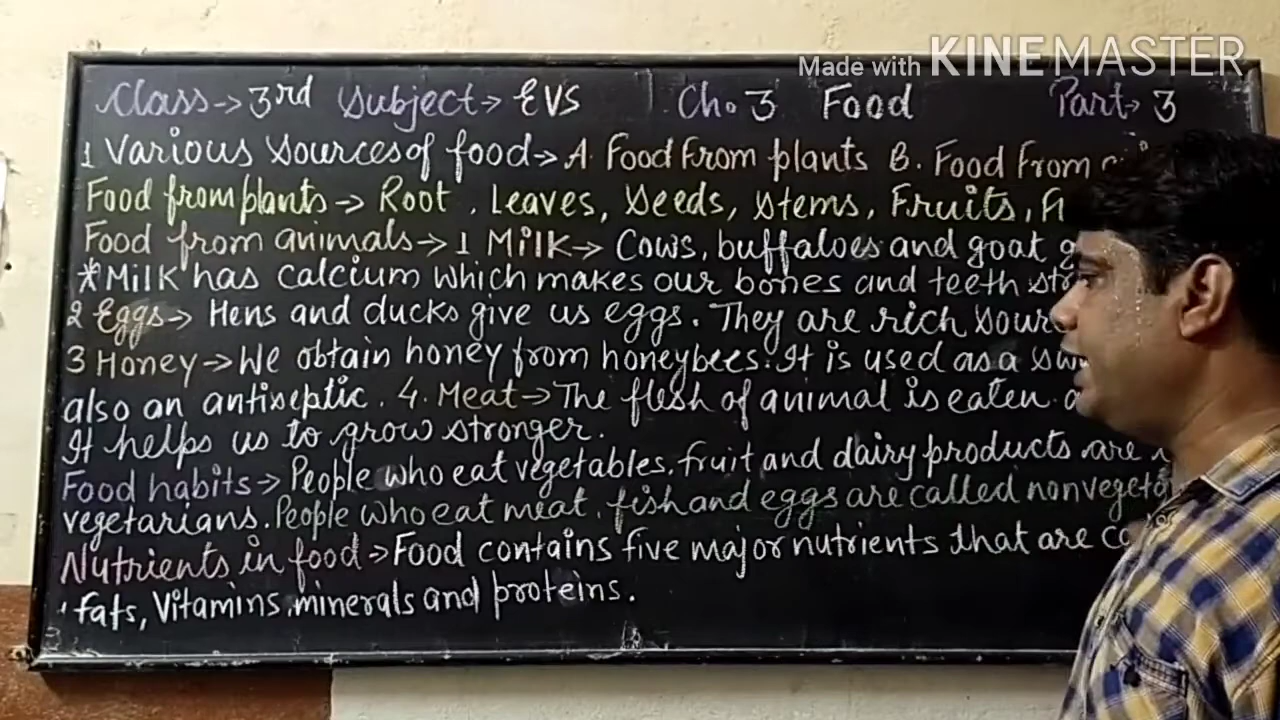 Made with KINEMASTER
Class→ 3rd Subject→ EVS Ch. 3 Food Part→ 3
1 Various sources of food→ A. Food from plants B. Food from
Food from plants → Root, Leaves, Seeds, stems, Fruits,
Food from animals→ 1 Milk→ Cows, buffaloes and goat
*Milk has calcium which makes our bones and teeth
2 Eggs→ Hens and ducks give us eggs. They are rich
3 Honey→We obtain honey from honeybees. It is used as a
also an antiseptic. 4. Meat→ The flesh of animal is eaten
It helps us to grow stronger.
Food habits→ People who eat vegetables, fruit and dairy products are
vegetarians. People who eat meat, fish and eggs are called
Nutrients in food→ Food contains five major nutrients that are
fats, Vitamins, minerals and proteins.